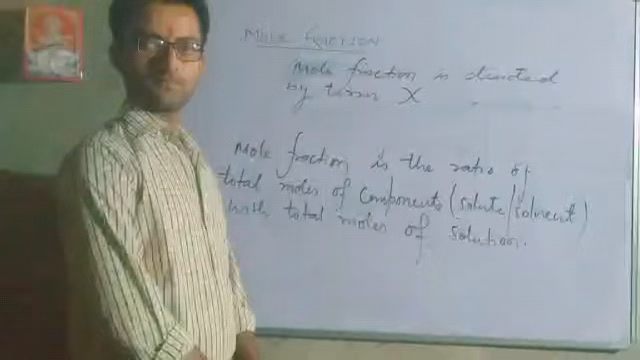 Mole fraction
Mole fraction is denoted
by term X
Mole fraction is the ratio of
total moles of components (solute/solvent)
with total moles of solution.